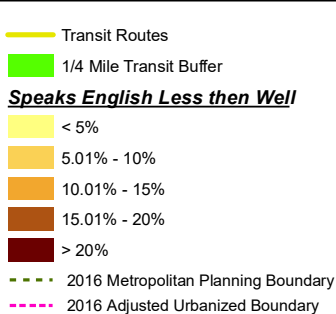 Transit Routes
1/4 Mile Transit Buffer
Speaks English Less then Well
< 5%
5.01% - 10%
10.01% - 15%
15.01% - 20%
> 20%
2016 Metropolitan Planning Boundary
2016 Adjusted Urbanized Boundary